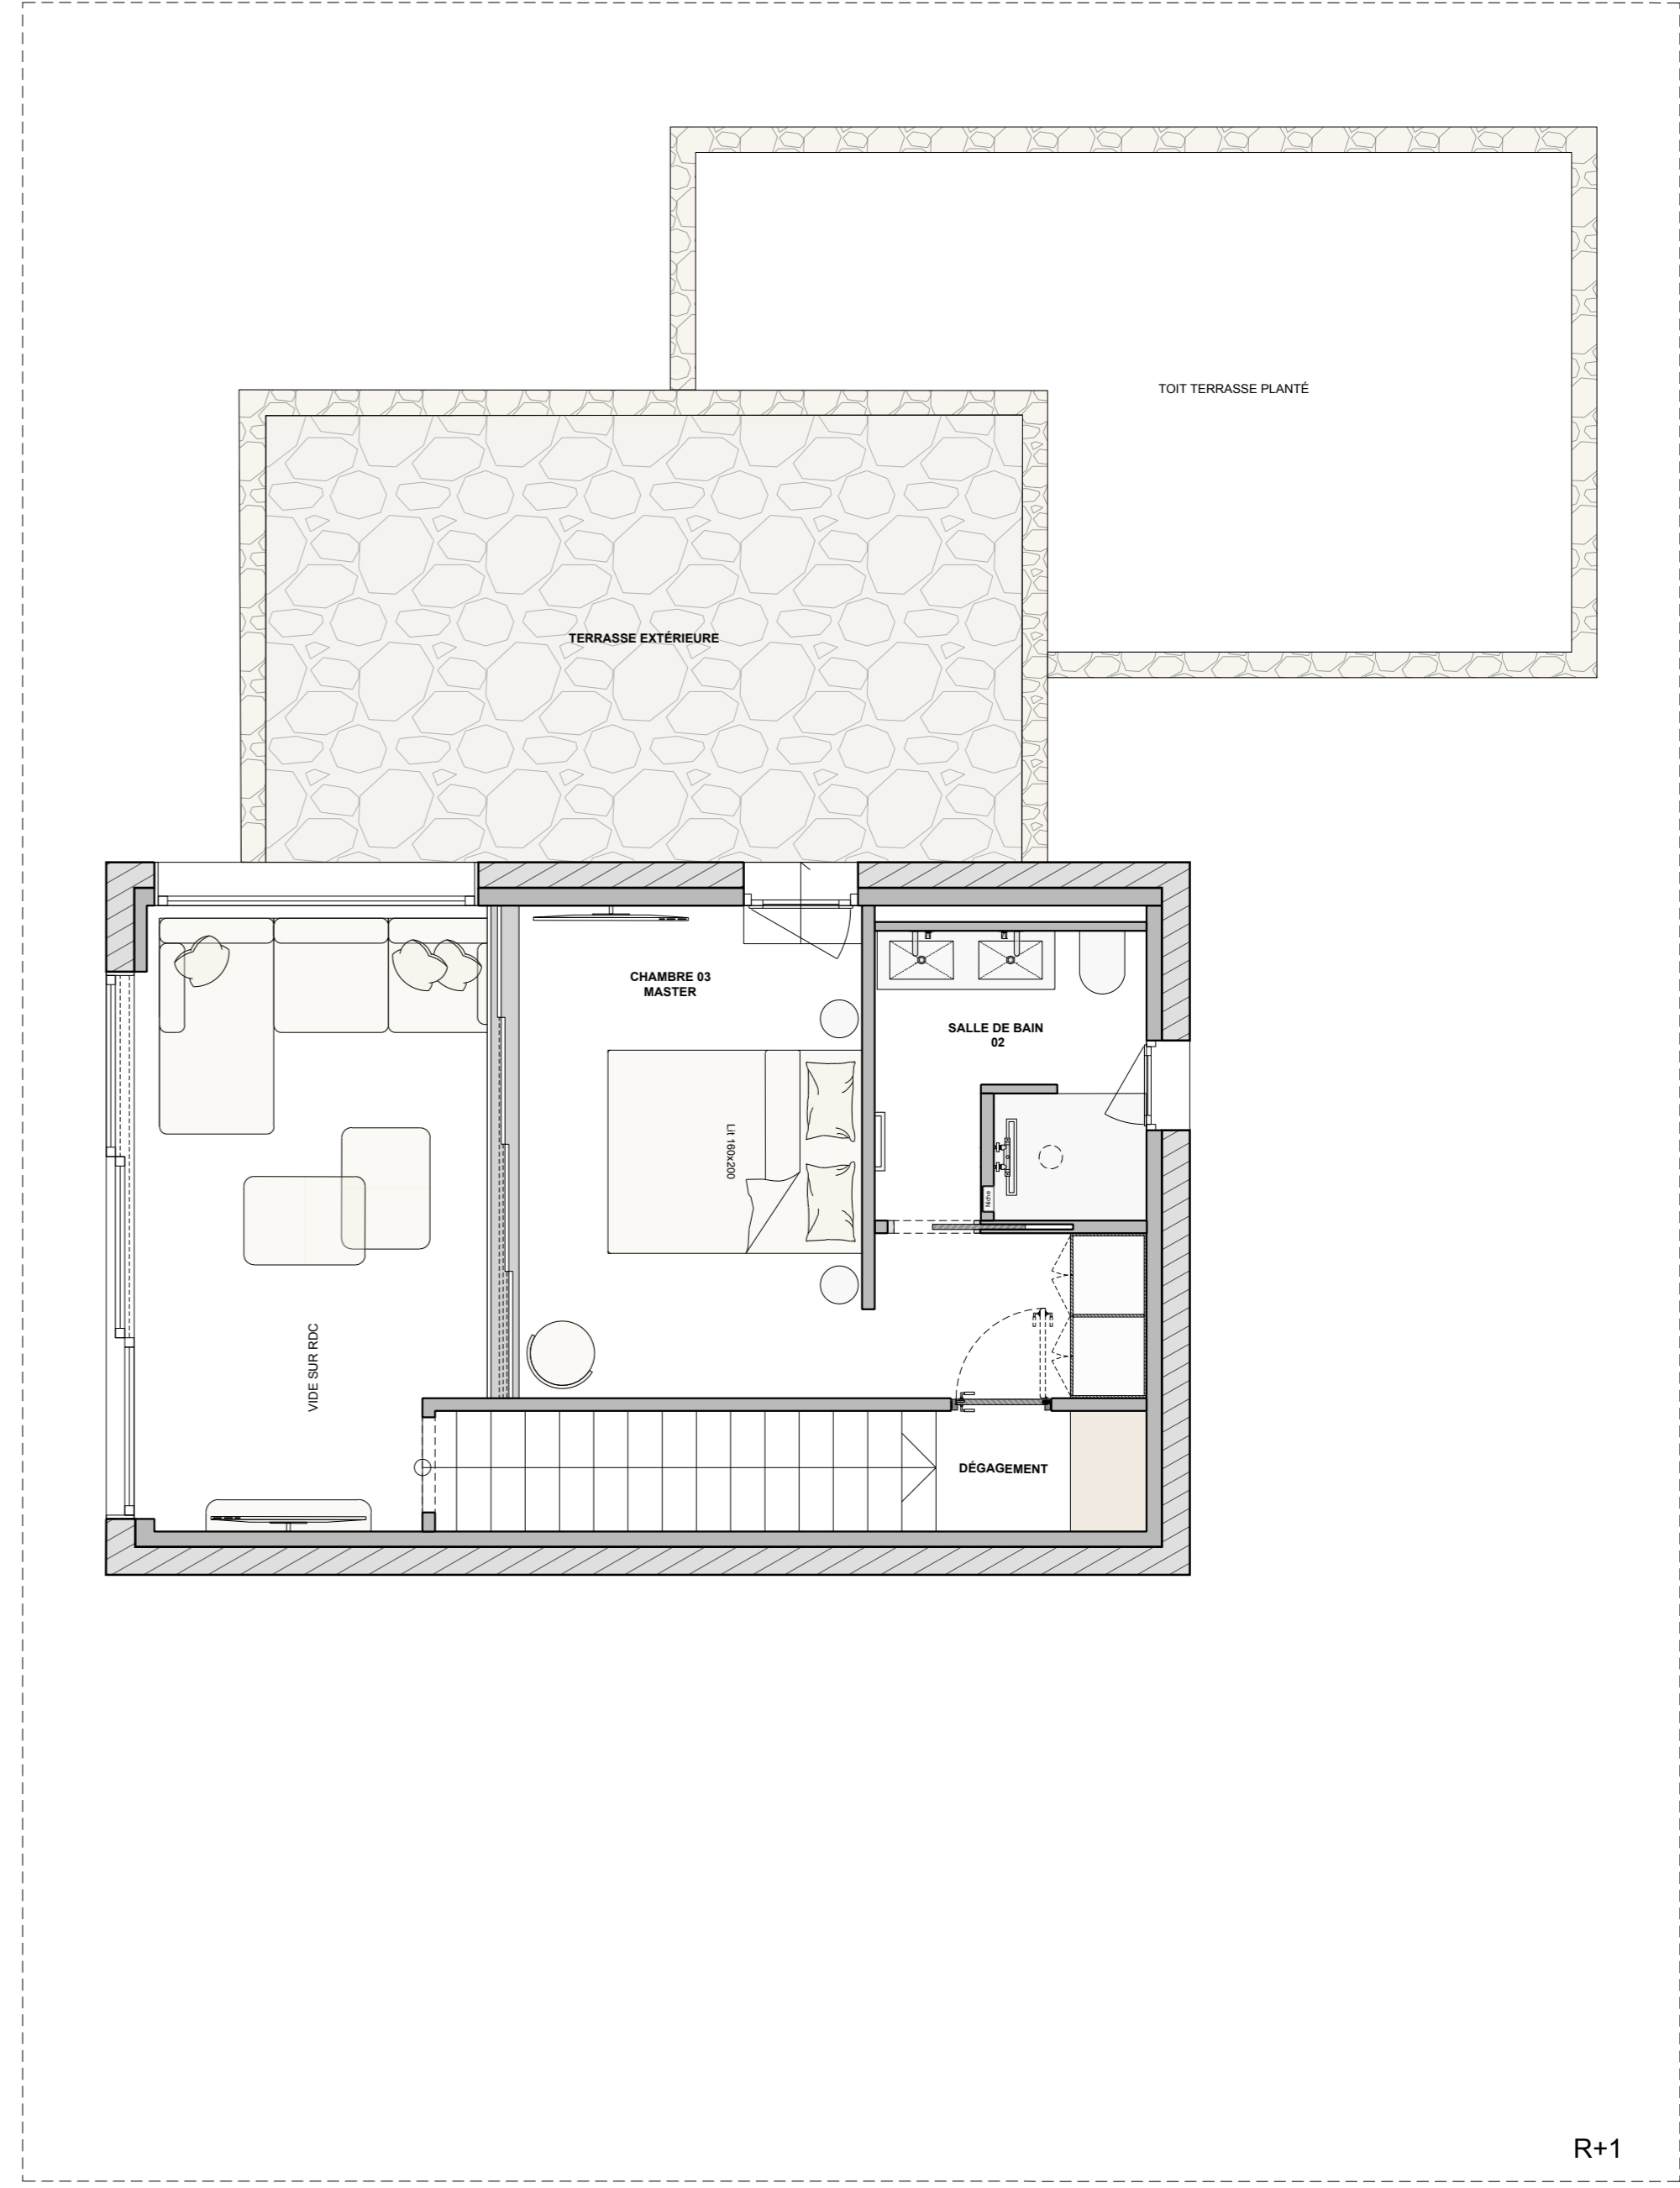 TOIT TERRASSE PLANTÉ
TERRASSE EXTÉRIEURE
CHAMBRE 03
MASTER
SALLE DE BAIN
02
Lit 160x200
Niche
VIDE SUR RDC
DÉGAGEMENT
R+1